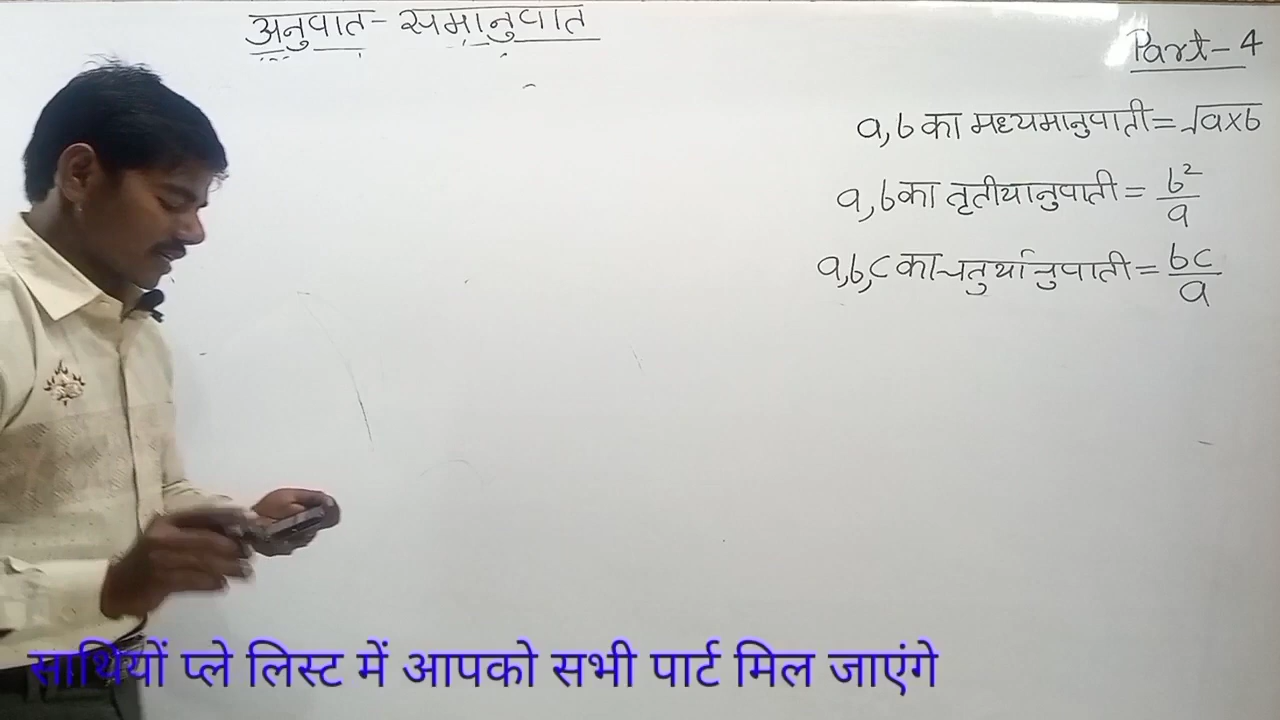 अनुपात - समानुपात
Part - 4
a, b का मध्यमानुपाती = √a×b
a, b का तृतीयानुपाती = b²/a
a, b, c का चतुर्थानुपाती = bc/a
साथियों प्ले लिस्ट में आपको सभी पार्ट मिल जाएंगे